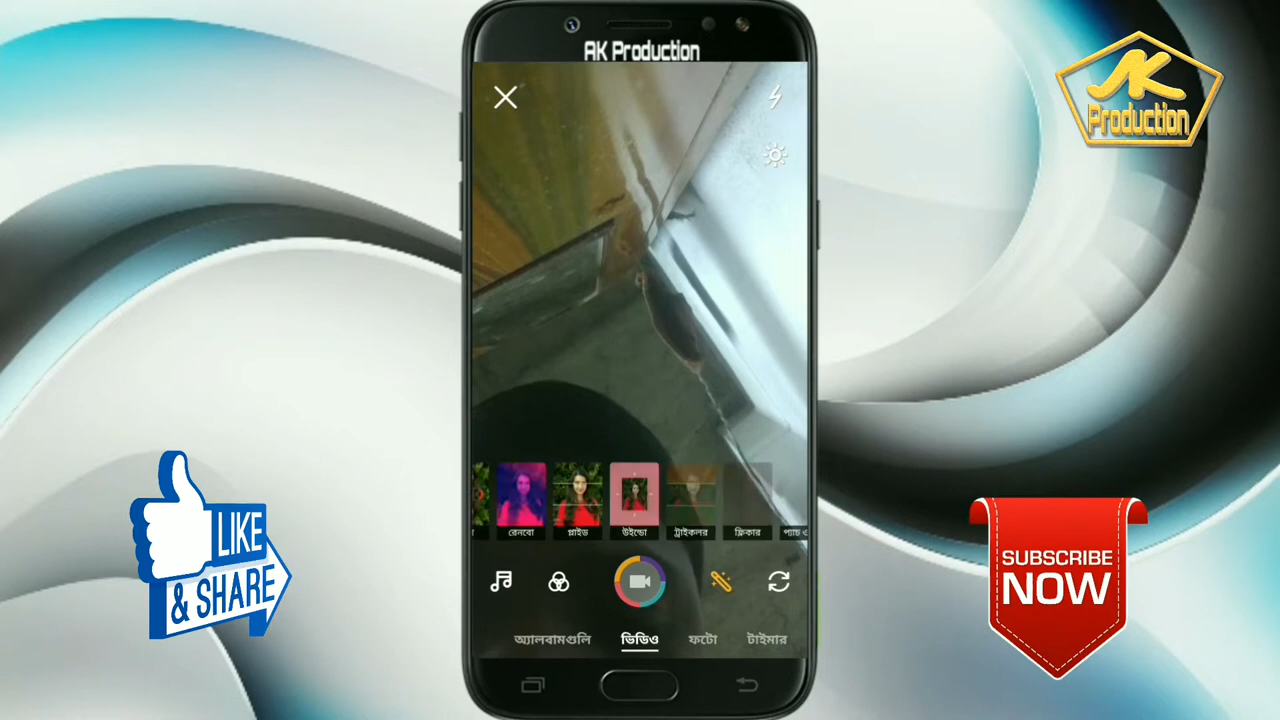 AK Production
AK
Production
রেনবো
স্লাইড
উইন্ডো
ট্রাইকলর
ফ্লিকার
LIKE
& SHARE
SUBSCRIBE
NOW
অ্যালবামগুলি
ভিডিও
ফটো
টাইমার